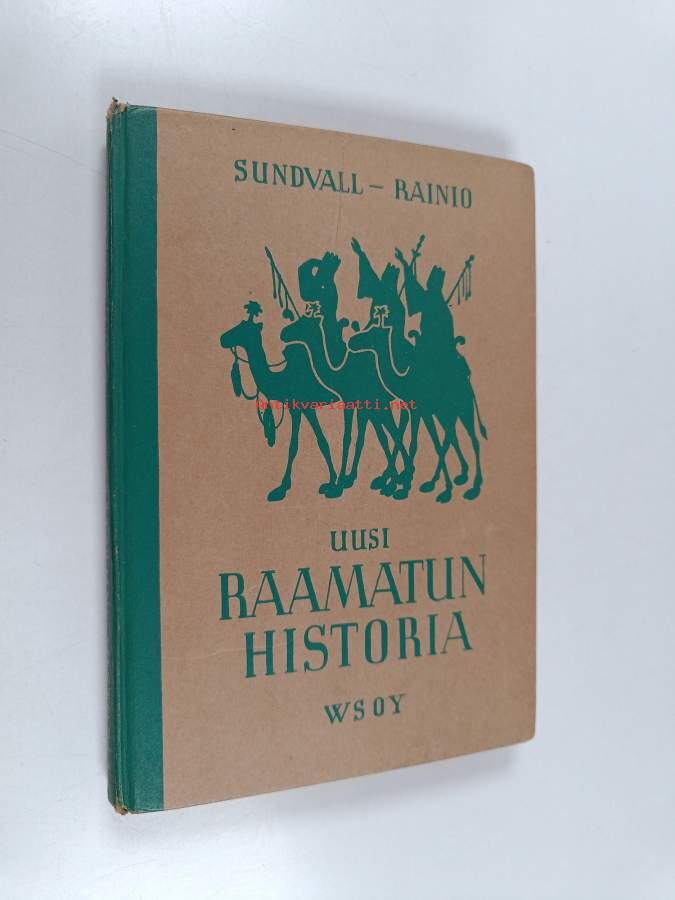 SUNDVALL – RAINIO
antikvariaatti.net
UUSI
RAAMATUN
HISTORIA
WSOY